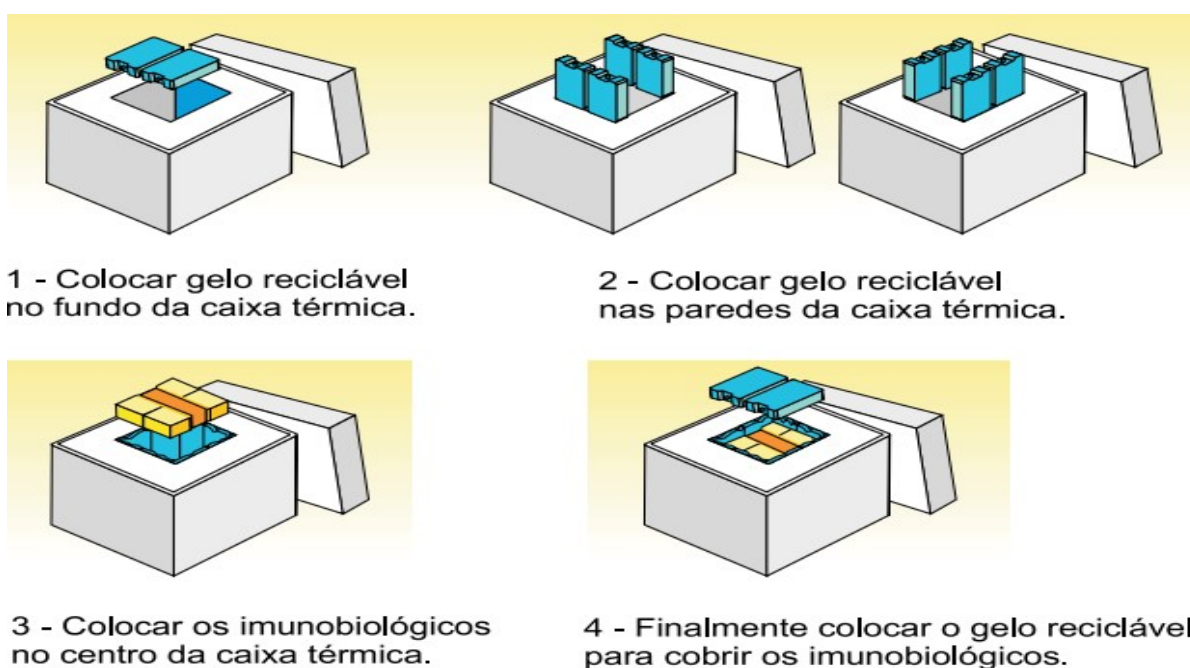 1 - Colocar gelo reciclável
no fundo da caixa térmica.
2 - Colocar gelo reciclável
nas paredes da caixa térmica.
3 - Colocar os imunobiológicos
no centro da caixa térmica.
4 - Finalmente colocar o gelo reciclável
para cobrir os imunobiológicos.